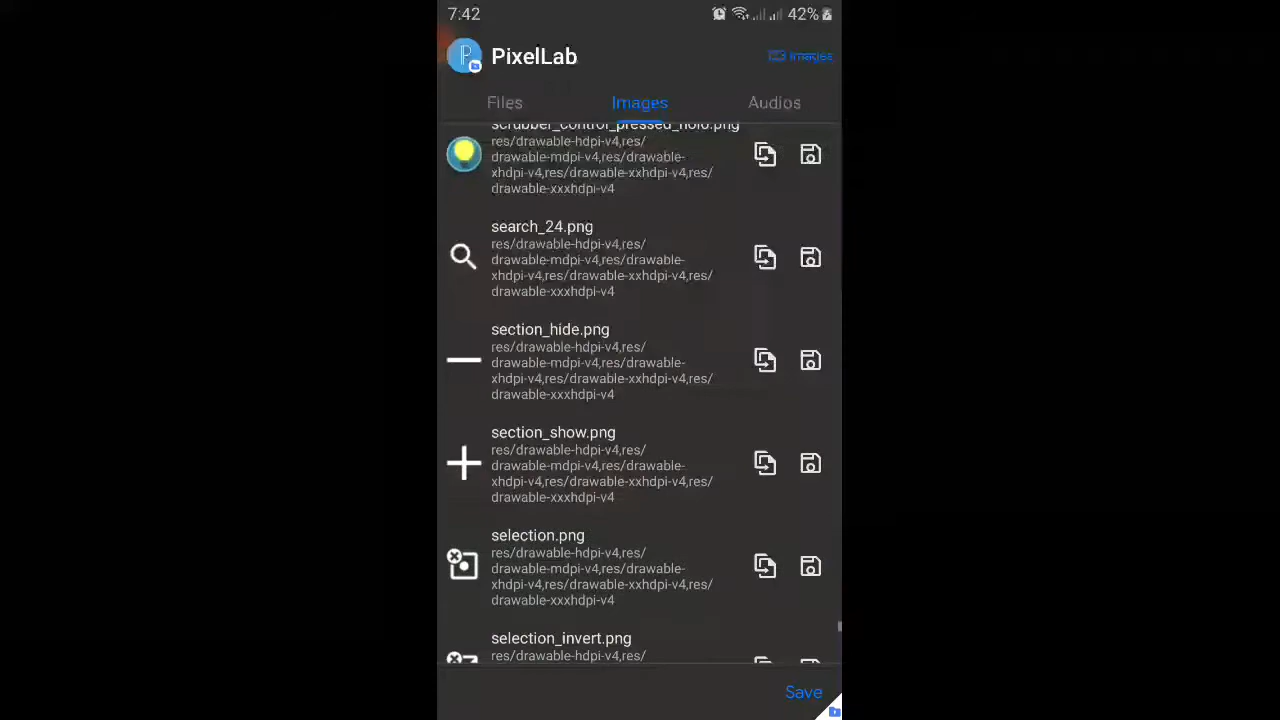 7:42
42%
PixelLab
Images
Files
Images
Audios
scrubber_control_pressed_holo.png
res/drawable-hdpi-v4,res/
drawable-mdpi-v4,res/drawable-
xhdpi-v4,res/drawable-xxhdpi-v4,res/
drawable-xxxhdpi-v4
search_24.png
res/drawable-hdpi-v4,res/
drawable-mdpi-v4,res/drawable-
xhdpi-v4,res/drawable-xxhdpi-v4,res/
drawable-xxxhdpi-v4
section_hide.png
res/drawable-hdpi-v4,res/
drawable-mdpi-v4,res/drawable-
xhdpi-v4,res/drawable-xxhdpi-v4,res/
drawable-xxxhdpi-v4
section_show.png
res/drawable-hdpi-v4,res/
drawable-mdpi-v4,res/drawable-
xhdpi-v4,res/drawable-xxhdpi-v4,res/
drawable-xxxhdpi-v4
selection.png
res/drawable-hdpi-v4,res/
drawable-mdpi-v4,res/drawable-
xhdpi-v4,res/drawable-xxhdpi-v4,res/
drawable-xxxhdpi-v4
selection_invert.png
res/drawable-hdpi-v4,res/
Save